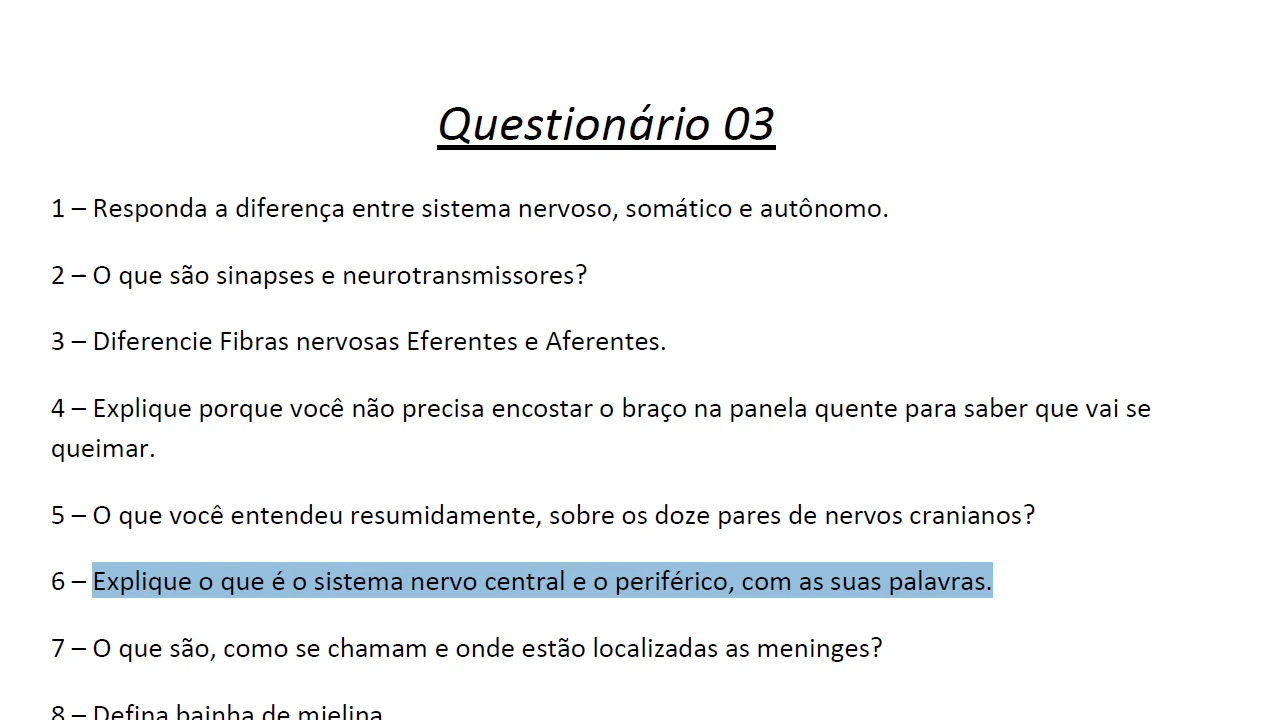 Questionário 03
1 – Responda a diferença entre sistema nervoso, somático e autônomo.
2 – O que são sinapses e neurotransmissores?
3 – Diferencie Fibras nervosas Eferentes e Aferentes.
4 – Explique porque você não precisa encostar o braço na panela quente para saber que vai se
queimar.
5 – O que você entendeu resumidamente, sobre os doze pares de nervos cranianos?
6 – Explique o que é o sistema nervo central e o periférico, com as suas palavras.
7 – O que são, como se chamam e onde estão localizadas as meninges?
8 – Defina bainha de mielina.